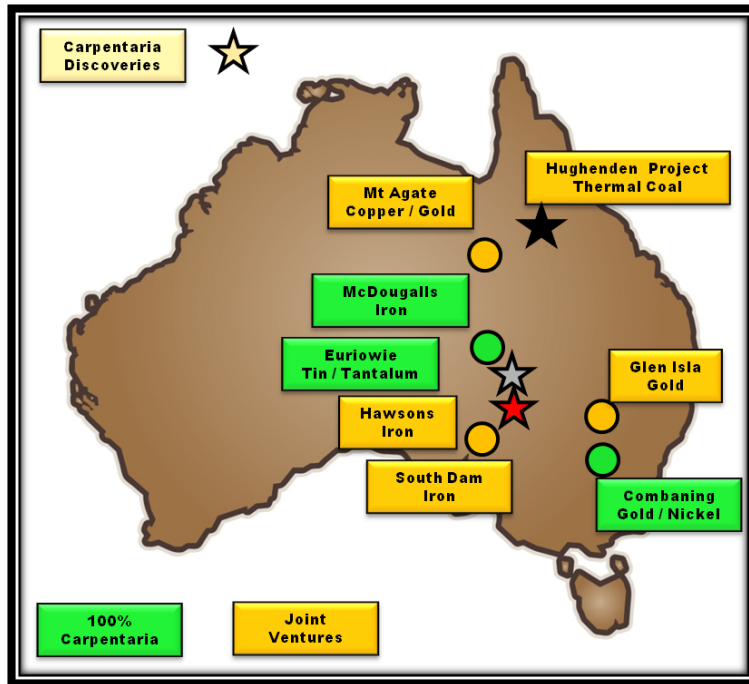 Carpentaria
Discoveries
Hughenden Project
Thermal Coal
Mt Agate
Copper / Gold
McDougalls
Iron
Euriowie
Tin / Tantalum
Glen Isla
Gold
Hawsons
Iron
South Dam
Iron
Combaning
Gold / Nickel
100%
Carpentaria
Joint
Ventures